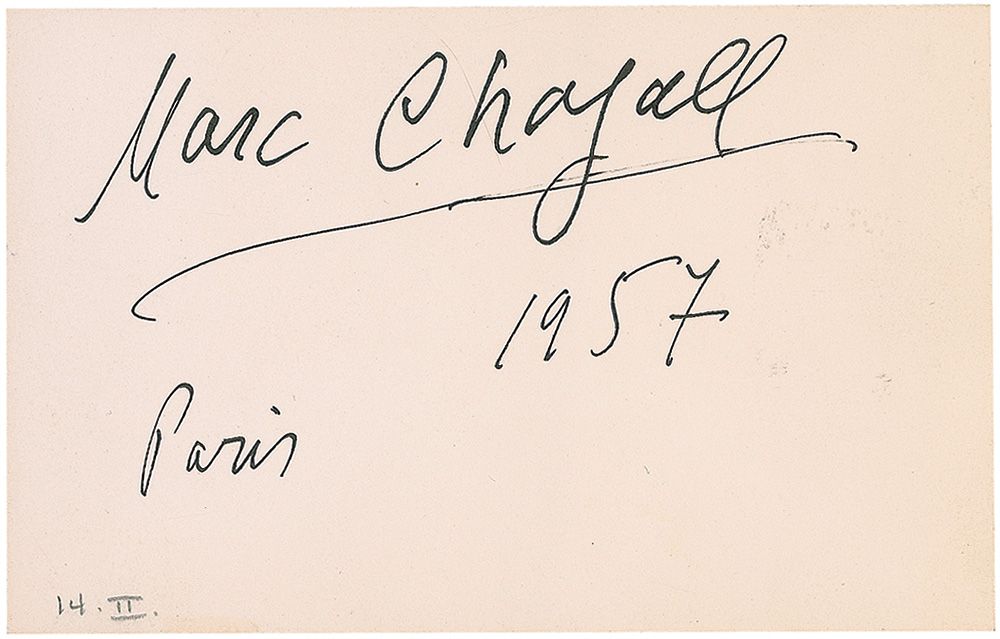 Marc Chagall
1957
Paris
14. II.